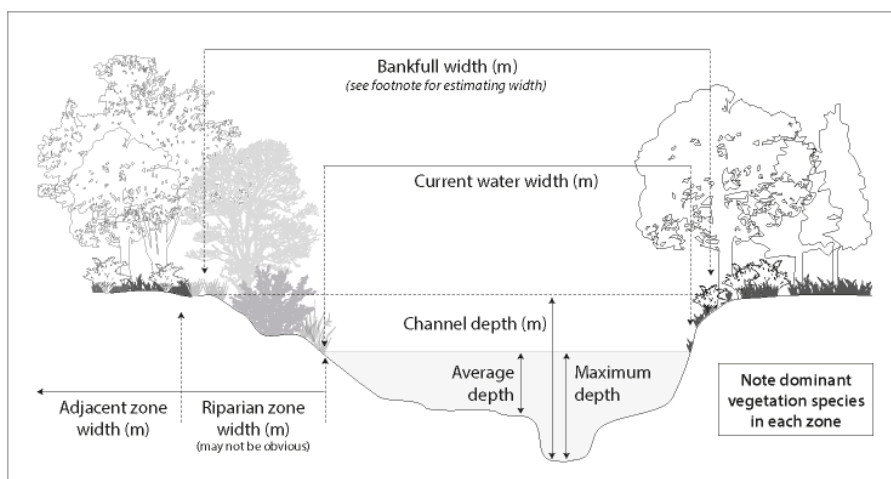 Bankfull width (m)
(see footnote for estimating width)
Current water width (m)
Channel depth (m)
Average
depth
Maximum
depth
Adjacent zone
width (m)
Riparian zone
width (m)
(may not be obvious)
Note dominant
vegetation species
in each zone